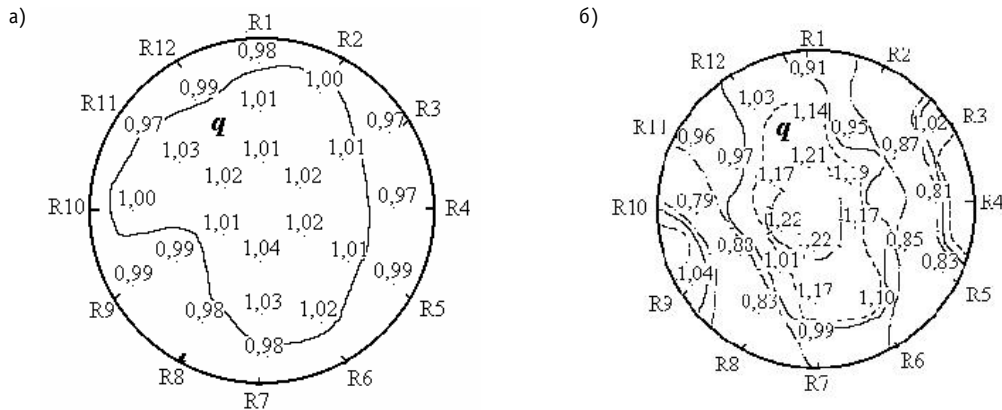 а)
R1
R12
0,98
R2
0,99
1,00
R11
1,01
R3
0,97
q
0,97
1,03
1,01
1,01
1,02
1,02
R10
1,00
0,97
R4
1,01
1,02
0,99
1,04
1,01
0,99
0,99
R9
0,98
1,03
1,02
R5
0,98
R8
R6
R7
б)
R1
R12
0,91
R2
1,03
1,14
R11
q
0,95
1,02
R3
0,96
0,97
1,21
0,87
1,17
1,19
R10
0,79
0,81
R4
1,22
1,17
0,88
1,22
0,85
1,01
0,83
1,04
R9
0,83
1,17
1,10
R5
0,99
R8
R6
R7